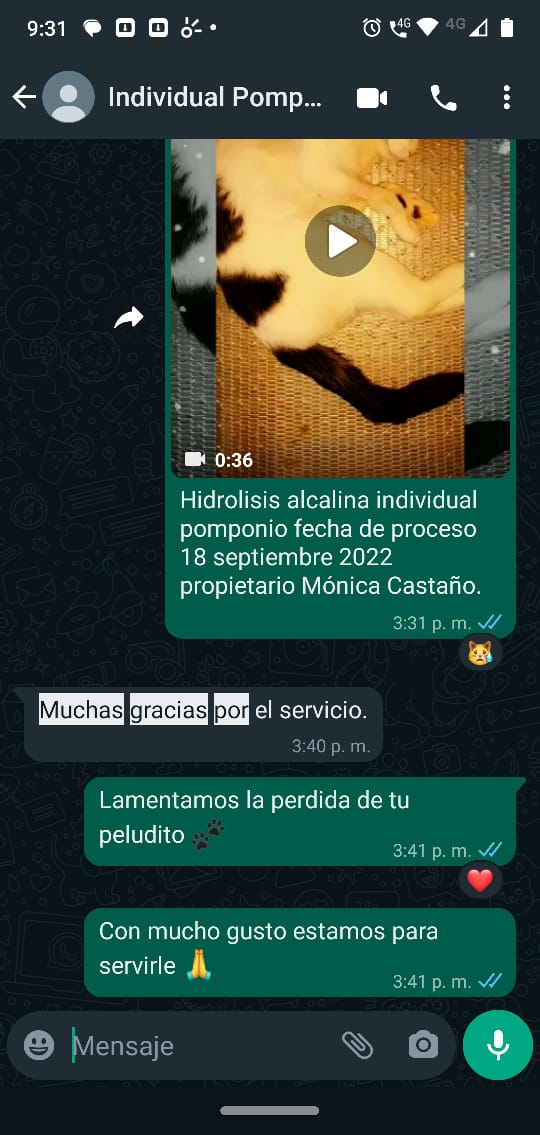 9:31
4G
4G
Individual Pomp...
0:36
Hidrolisis alcalina individual
pomponio fecha de proceso
18 septiembre 2022
propietario Mónica Castaño.
3:31 p. m.
Muchas gracias por el servicio.
3:40 p. m.
Lamentamos la perdida de tu
peludito 🐾
3:41 p. m.
Con mucho gusto estamos para
servirle 🙏
3:41 p. m.
Mensaje